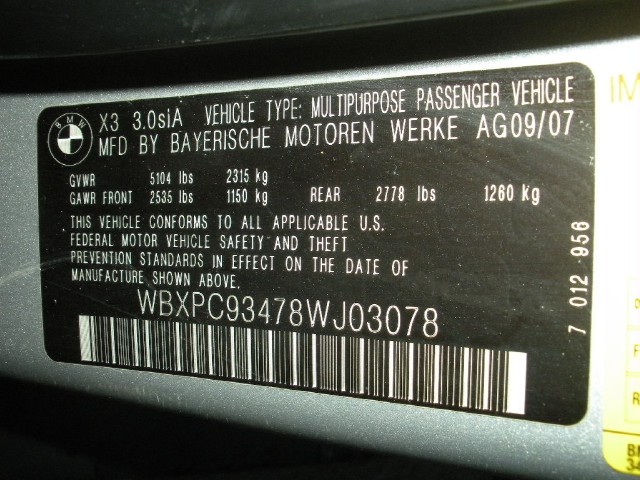 BMW
X3 3.0siA VEHICLE TYPE: MULTIPURPOSE PASSENGER VEHICLE
MFD BY BAYERISCHE MOTOREN WERKE AG09/07
GVWR 5104 lbs 2315 kg
GAWR FRONT 2535 lbs 1150 kg REAR 2778 lbs 1260 kg
THIS VEHICLE CONFORMS TO ALL APPLICABLE U.S.
FEDERAL MOTOR VEHICLE SAFETY AND THEFT
PREVENTION STANDARDS IN EFFECT ON THE DATE OF
MANUFACTURE SHOWN ABOVE.
WBXPC93478WJ03078
7 012 956